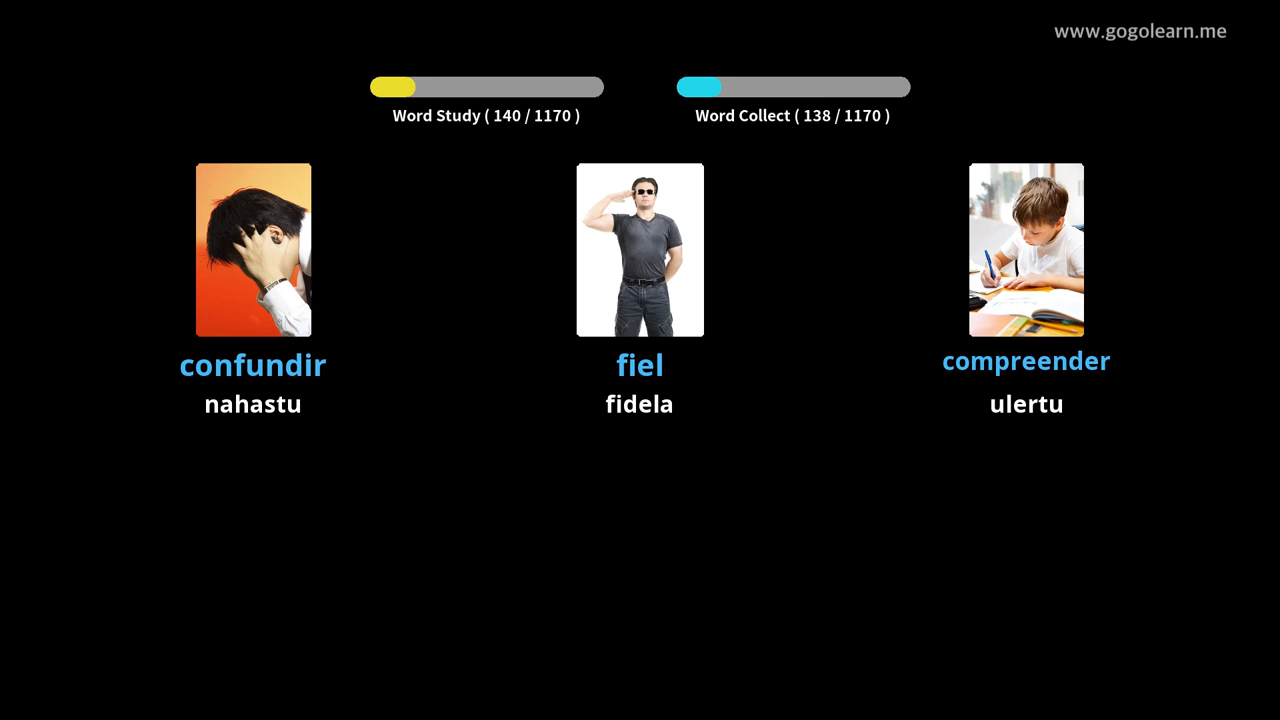 www.gogolearn.me
Word Study ( 140 / 1170 )
Word Collect ( 138 / 1170 )
confundir
nahastu
fiel
fidela
compreender
ulertu